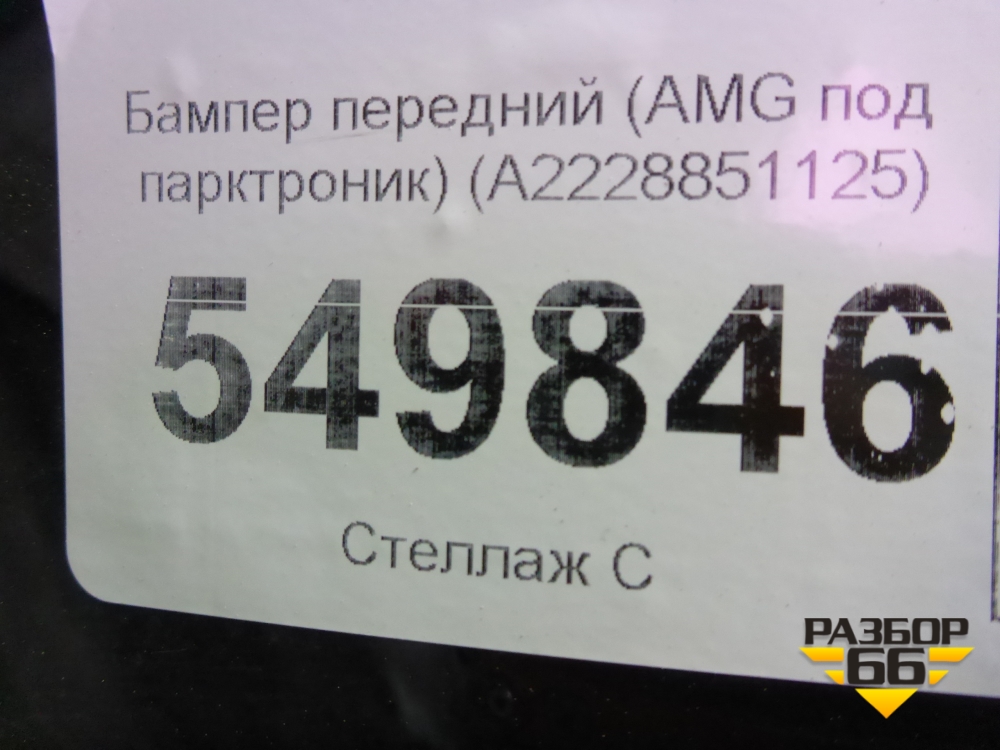 Бампер передний (AMG под
парктроник) (A2228851125)
549846
Стеллаж С
РАЗБОР
66